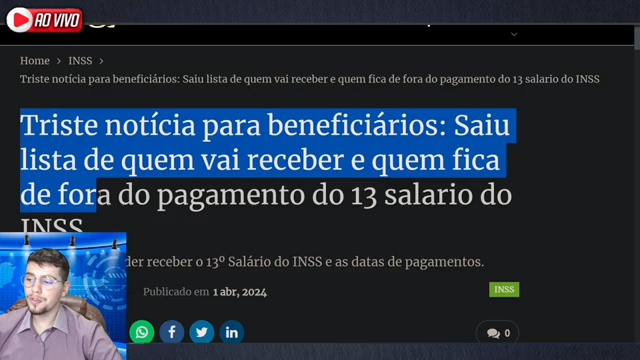 AO VIVO
Home > INSS >
Triste notícia para beneficiários: Saiu lista de quem vai receber e quem fica de fora do pagamento do 13 salario do INSS
Triste notícia para beneficiários: Saiu
lista de quem vai receber e quem fica
de fora do pagamento do 13 salario do
INSS
der receber o 13º Salário do INSS e as datas de pagamentos.
Publicado em 1 abr, 2024
INSS
0